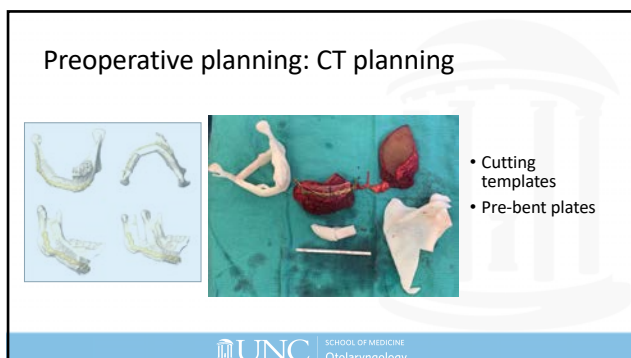 Preoperative planning: CT planning
• Cutting
templates
• Pre-bent plates
UNC
SCHOOL OF MEDICINE
Otolaryngology